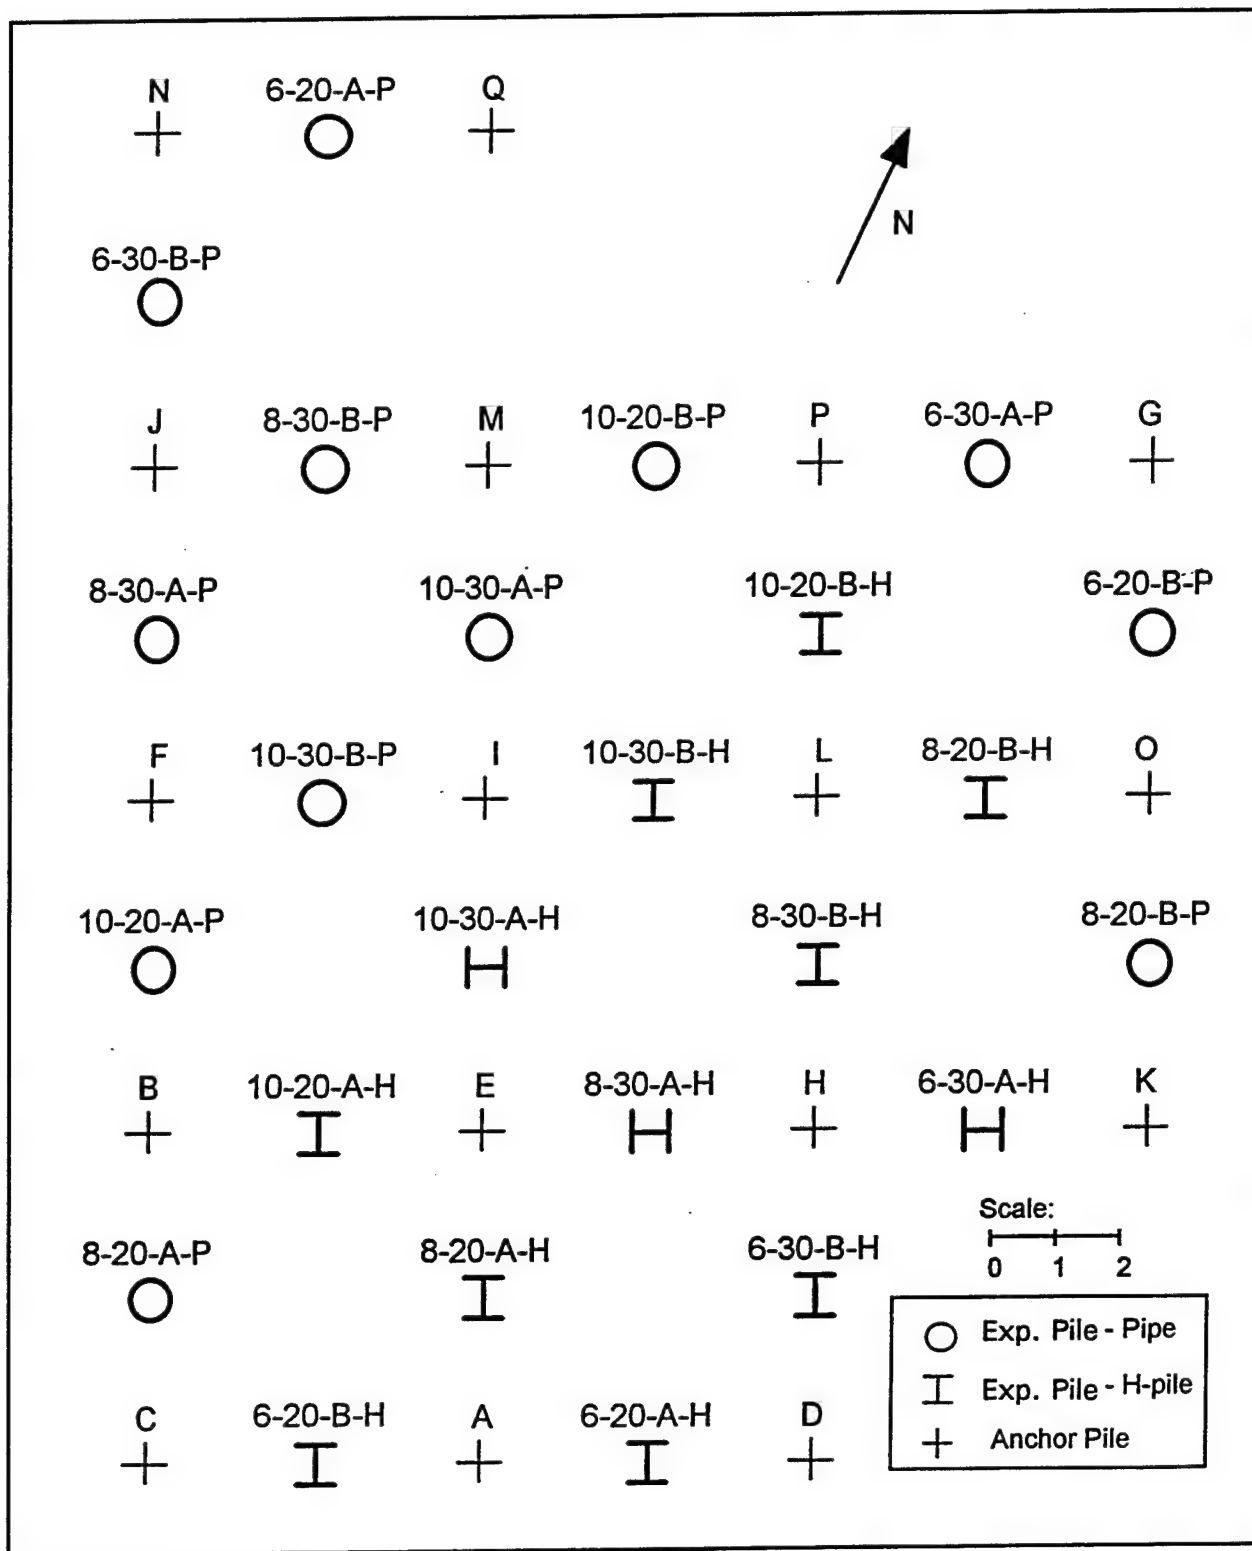 N 6-20-A-P Q
N
6-30-B-P
J 8-30-B-P M 10-20-B-P P 6-30-A-P G
8-30-A-P 10-30-A-P 10-20-B-H 6-20-B-P
F 10-30-B-P I 10-30-B-H L 8-20-B-H O
10-20-A-P 10-30-A-H 8-30-B-H 8-20-B-P
B 10-20-A-H E 8-30-A-H H 6-30-A-H K
8-20-A-P 8-20-A-H 6-30-B-H
Scale:
0 1 2
C 6-20-B-H A 6-20-A-H D
Exp. Pile - Pipe
Exp. Pile - H-pile
Anchor Pile